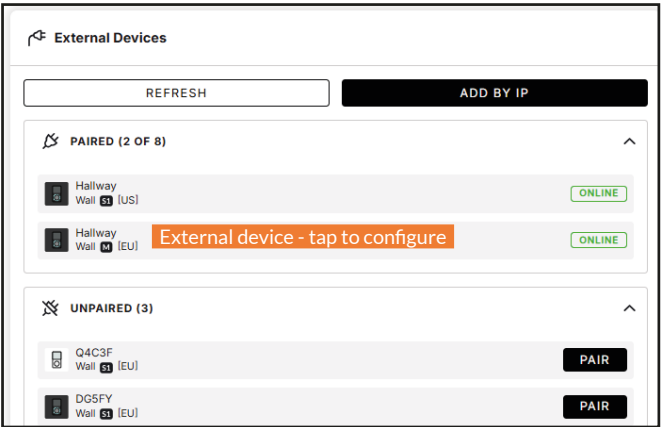 External Devices
REFRESH
ADD BY IP
PAIRED (2 OF 8)
Hallway
Wall S1 [US]
ONLINE
Hallway
Wall M [EU]
External device - tap to configure
ONLINE
UNPAIRED (3)
Q4C3F
Wall S1 [EU]
PAIR
DG5FY
Wall S1 [EU]
PAIR